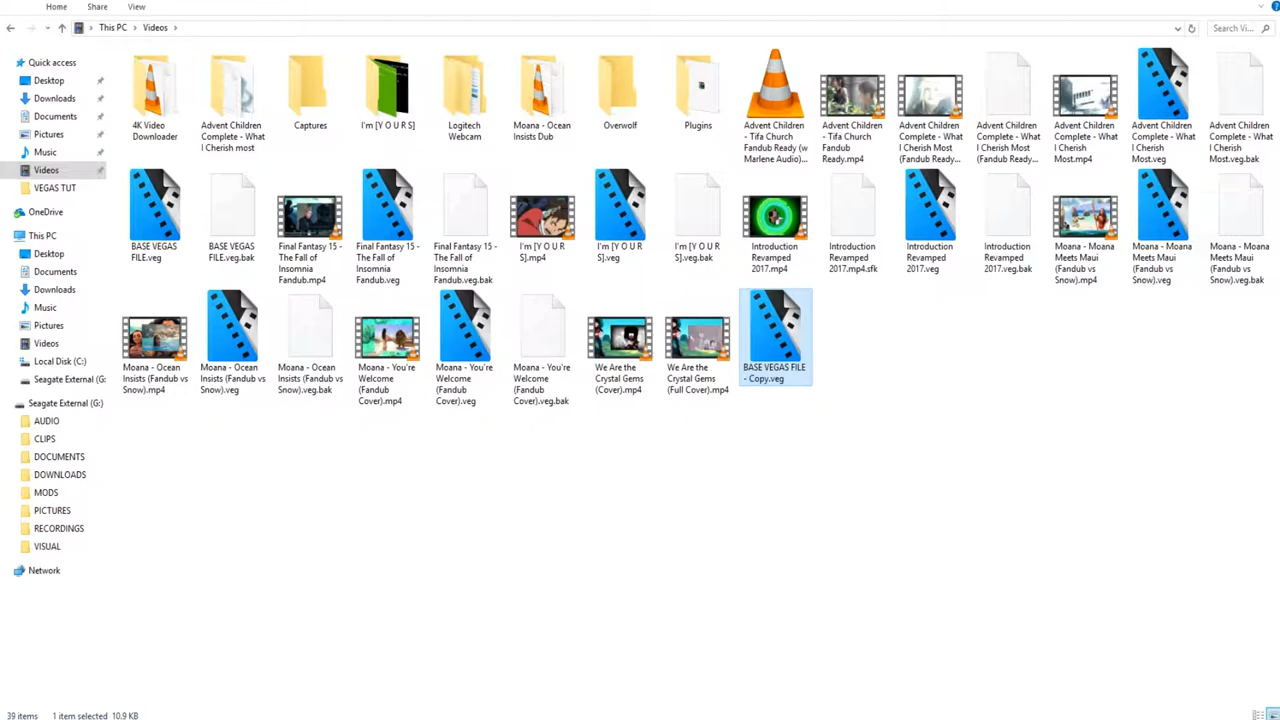 Home Share View
This PC Videos
Search Vi...
Quick access
Desktop
Downloads
Documents
Pictures
Music
Videos
VEGAS TUT
OneDrive
This PC
Desktop
Documents
Downloads
Music
Pictures
Videos
Local Disk (C:)
Seagate External (G:
Seagate External (G:)
AUDIO
CLIPS
DOCUMENTS
DOWNLOADS
MODS
PICTURES
RECORDINGS
VISUAL
Network
4K Video
Downloader
Advent Children
Complete - What
I Cherish most
Captures
I'm [Y O U R S]
Logitech
Webcam
Moana - Ocean
Insists Dub
Overwolf
Plugins
Advent Children
- Tifa Church
Fandub Ready (w
Marlene Audio)...
Advent Children
- Tifa Church
Fandub
Ready.mp4
Advent Children
Complete - What
I Cherish Most
(Fandub Ready...
Advent Children
Complete - What
I Cherish Most
(Fandub Ready...
Advent Children
Complete - What
I Cherish
Most.mp4
Advent Children
Complete - What
I Cherish
Most.veg
Advent Children
Complete - What
I Cherish
Most.veg.bak
BASE VEGAS
FILE.veg
BASE VEGAS
FILE.veg.bak
Final Fantasy 15 -
The Fall of
Insomnia
Fandub.mp4
Final Fantasy 15 -
The Fall of
Insomnia
Fandub.veg
Final Fantasy 15 -
The Fall of
Insomnia
Fandub.veg.bak
I'm [Y O U R
S].mp4
I'm [Y O U R
S].veg
I'm [Y O U R
S].veg.bak
Introduction
Revamped
2017.mp4
Introduction
Revamped
2017.mp4.sfk
Introduction
Revamped
2017.veg
Introduction
Revamped
2017.veg.bak
Moana - Moana
Meets Maui
(Fandub vs
Snow).mp4
Moana - Moana
Meets Maui
(Fandub vs
Snow).veg
Moana - Moana
Meets Maui
(Fandub vs
Snow).veg.bak
Moana - Ocean
Insists (Fandub vs
Snow).mp4
Moana - Ocean
Insists (Fandub vs
Snow).veg
Moana - Ocean
Insists (Fandub vs
Snow).veg.bak
Moana - You're
Welcome
(Fandub
Cover).mp4
Moana - You're
Welcome
(Fandub
Cover).veg
Moana - You're
Welcome
(Fandub
Cover).veg.bak
We Are the
Crystal Gems
(Cover).mp4
We Are the
Crystal Gems
(Full Cover).mp4
BASE VEGAS FILE
- Copy.veg
39 items 1 item selected 10.9 KB